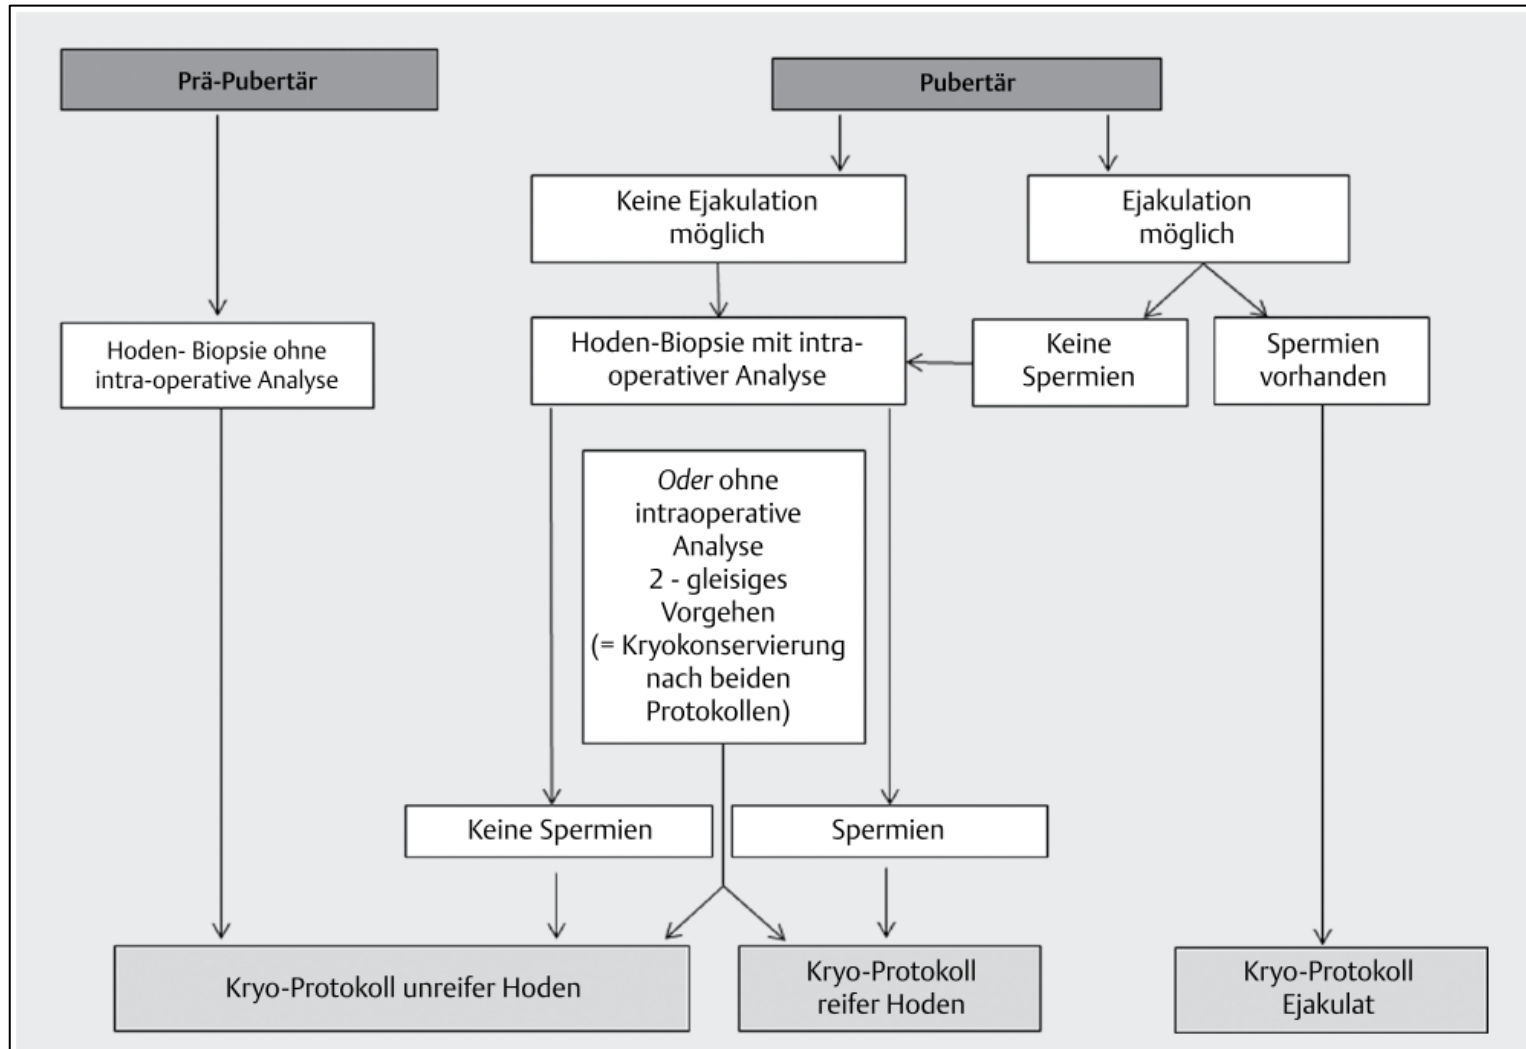 Prä-Pubertär
Pubertär
Keine Ejakulation
möglich
Ejakulation
möglich
Hoden- Biopsie ohne
intra-operative Analyse
Hoden-Biopsie mit intra-
operativer Analyse
Keine
Spermien
Spermien
vorhanden
Oder ohne
intraoperative
Analyse
2 - gleisiges
Vorgehen
(= Kryokonservierung
nach beiden
Protokollen)
Keine Spermien
Spermien
Kryo-Protokoll unreifer Hoden
Kryo-Protokoll
reifer Hoden
Kryo-Protokoll
Ejakulat